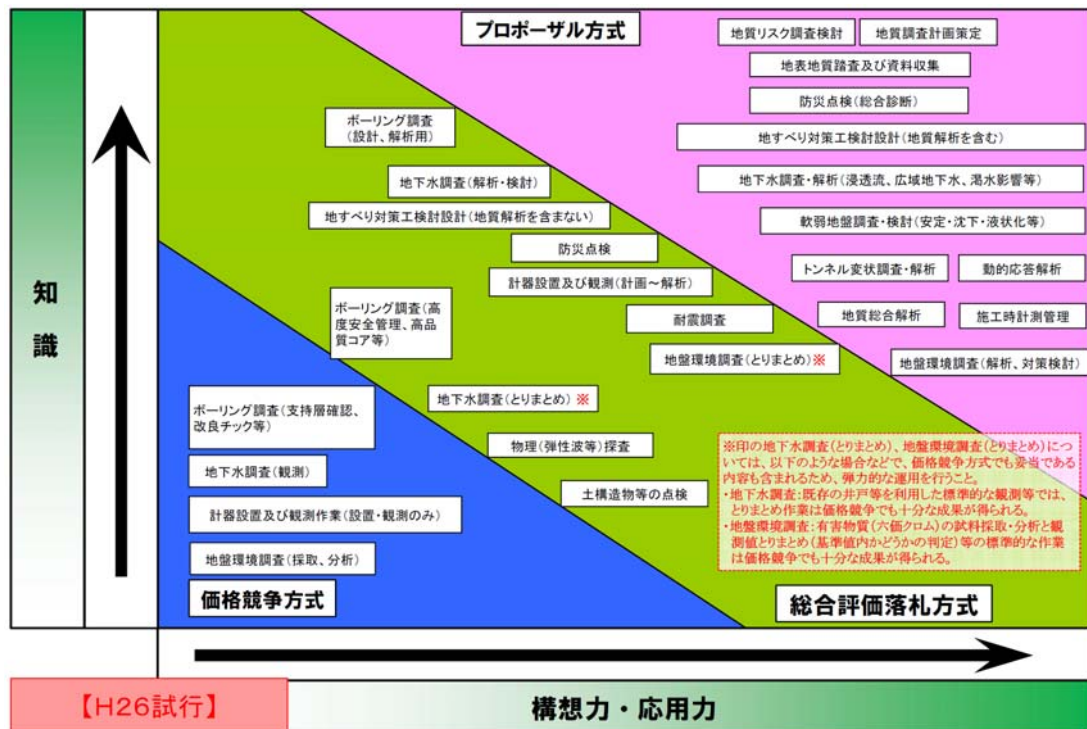 プロポーザル方式
地質リスク調査検討
地質調査計画策定
地表地質踏査及び資料収集
防災点検(総合診断)
地すべり対策工検討設計(地質解析を含む)
地下水調査・解析(浸透流、広域地下水、渇水影響等)
軟弱地盤調査・検討(安定・沈下・液状化等)
トンネル変状調査・解析
動的応答解析
地質総合解析
施工時計測管理
地盤環境調査(解析、対策検討)
ボーリング調査
(設計、解析用)
地下水調査(解析・検討)
地すべり対策工検討設計(地質解析を含まない)
防災点検
計器設置及び観測(計画~解析)
ボーリング調査(高
度安全管理、高品
質コア等)
耐震調査
地盤環境調査(とりまとめ)※
地下水調査(とりまとめ)※
物理(弾性波等)探査
土構造物等の点検
ボーリング調査(支持層確認、
改良チック等)
地下水調査(観測)
計器設置及び観測作業(設置・観測のみ)
地盤環境調査(採取、分析)
価格競争方式
※印の地下水調査(とりまとめ)、地盤環境調査(とりまとめ)につ
いては、以下のような場合などで、価格競争方式でも妥当である
内容も含まれるため、弾力的な運用を行うこと。
・地下水調査:既存の井戸等を利用した標準的な観測等では、
とりまとめ作業は価格競争でも十分な成果が得られる。
・地盤環境調査:有害物質(六価クロム)の試料採取・分析と観
測値とりまとめ(基準値内かどうかの判定)等の標準的な作業
は価格競争でも十分な成果が得られる。
総合評価落札方式
知
識
【H26試行】
構想力・応用力